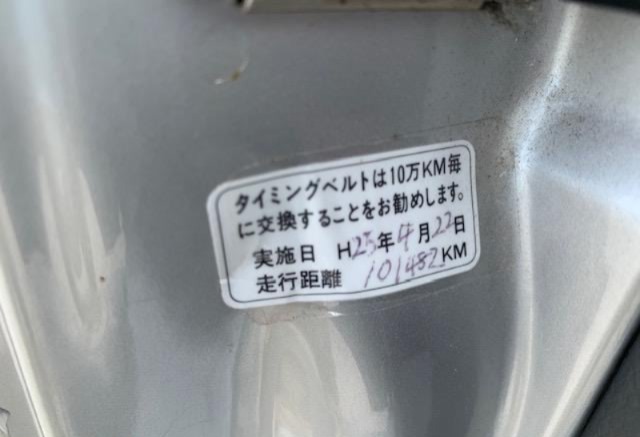 タイミングベルトは10万KM毎
に交換することをお勧めします。
実施日 H25年4月22日
走行距離 101482KM